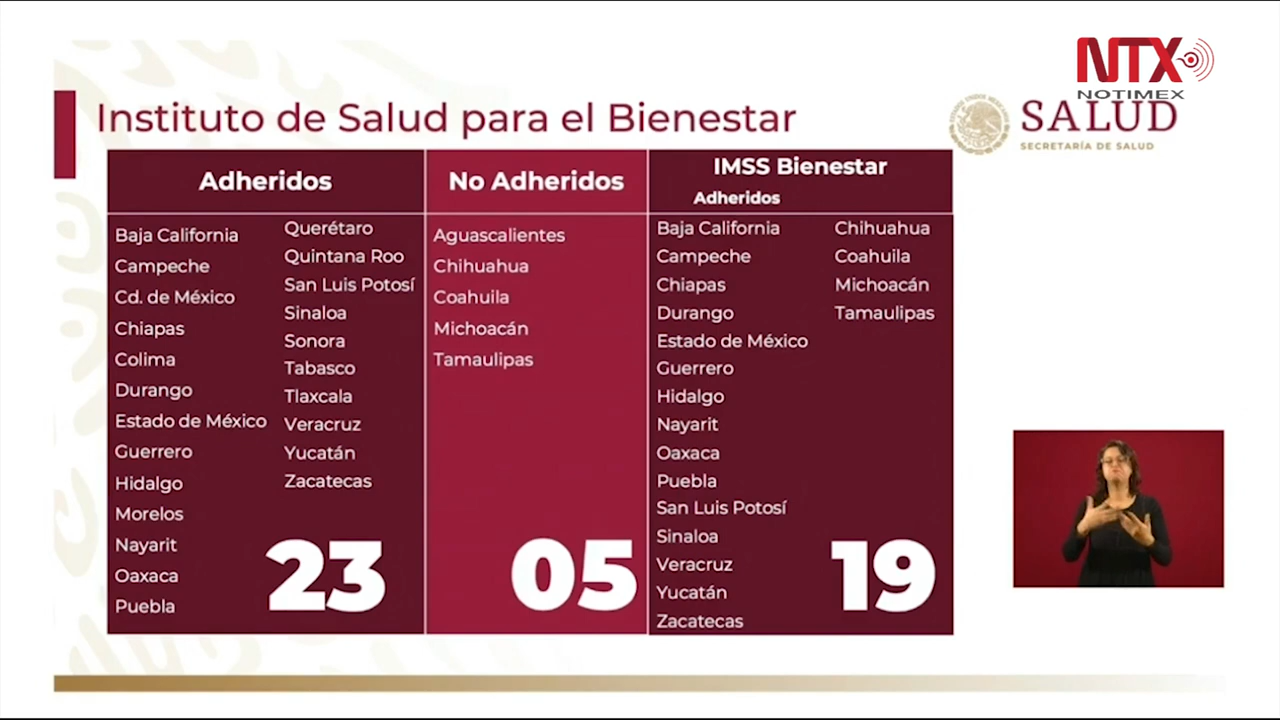 NTX
NOTIMEX
Instituto de Salud para el Bienestar
SALUD
SECRETARÍA DE SALUD
Adheridos
Baja California
Campeche
Cd. de México
Chiapas
Colima
Durango
Estado de México
Guerrero
Hidalgo
Morelos
Nayarit
Oaxaca
Puebla
Querétaro
Quintana Roo
San Luis Potosí
Sinaloa
Sonora
Tabasco
Tlaxcala
Veracruz
Yucatán
Zacatecas
23
No Adheridos
Aguascalientes
Chihuahua
Coahuila
Michoacán
Tamaulipas
05
IMSS Bienestar
Adheridos
Baja California
Campeche
Chiapas
Durango
Estado de México
Guerrero
Hidalgo
Nayarit
Oaxaca
Puebla
San Luis Potosí
Sinaloa
Veracruz
Yucatán
Zacatecas
Chihuahua
Coahuila
Michoacán
Tamaulipas
19